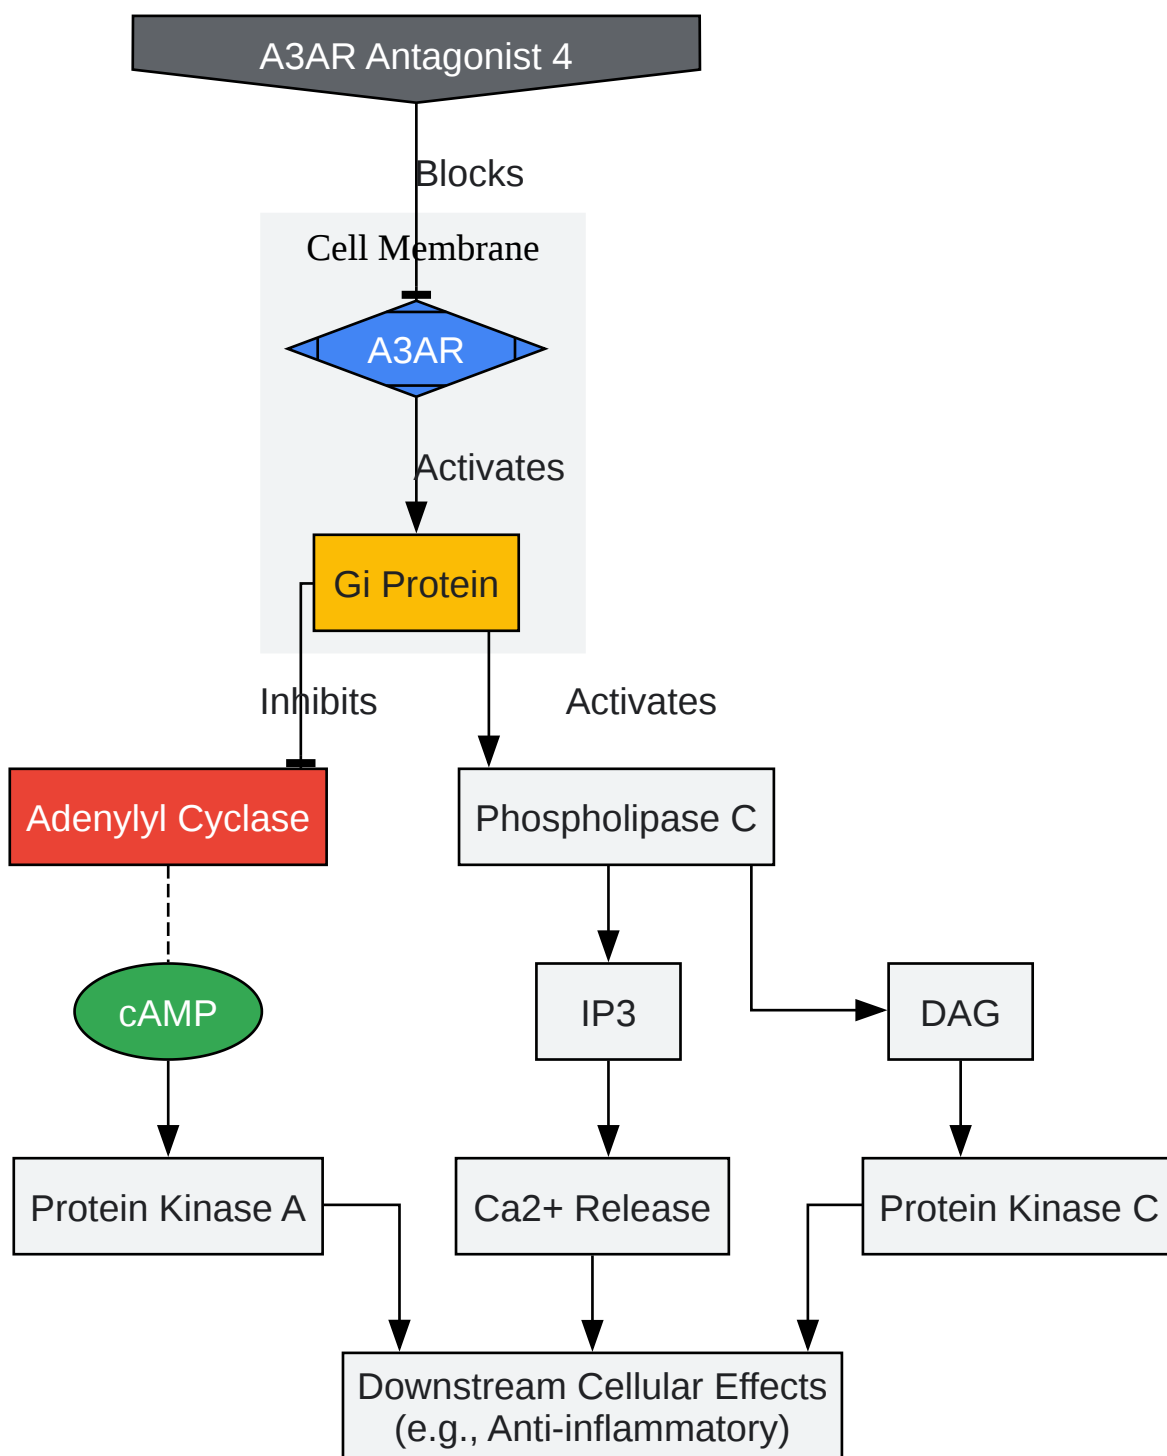 A3AR Antagonist 4
Blocks
Cell Membrane
A3AR
Activates
Gi Protein
Inhibits
Activates
Adenylyl Cyclase
Phospholipase C
cAMP
IP3
DAG
Protein Kinase A
Ca2+ Release
Protein Kinase C
Downstream Cellular Effects
(e.g., Anti-inflammatory)